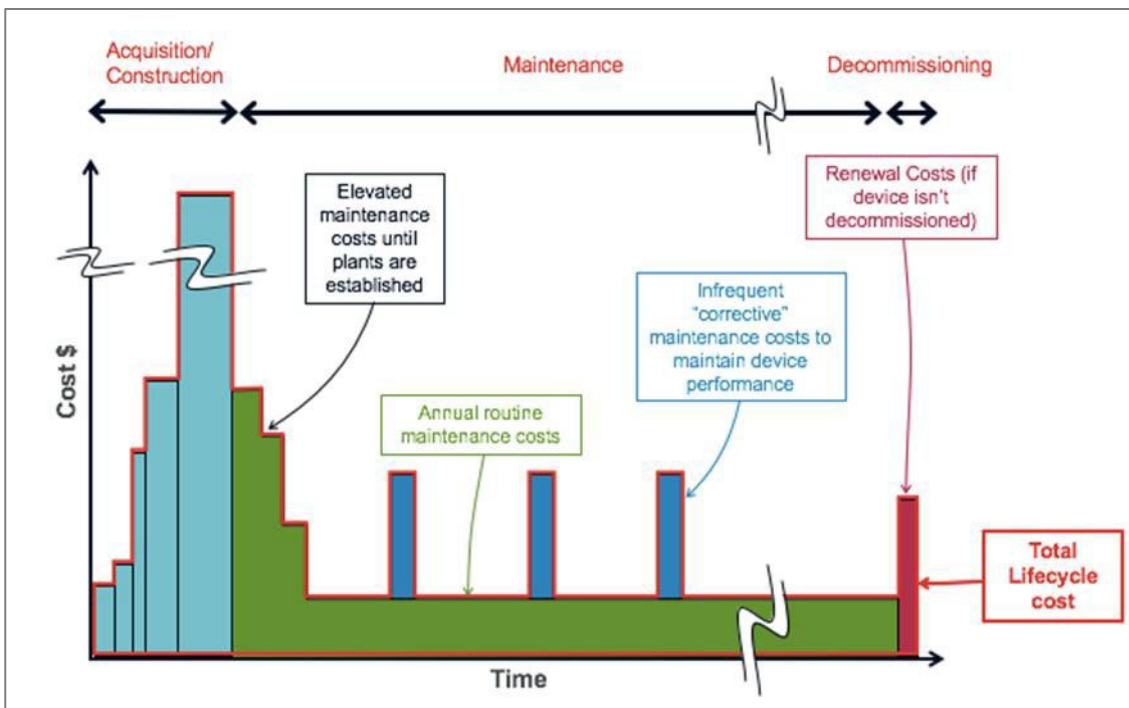 Acquisition/
Construction
Maintenance
Decommissioning
Elevated
maintenance
costs until
plants are
established
Renewal Costs (if
device isn't
decommissioned)
Infrequent
"corrective"
maintenance costs to
maintain device
performance
Annual routine
maintenance costs
Cost $
Total
Lifecycle
cost
Time